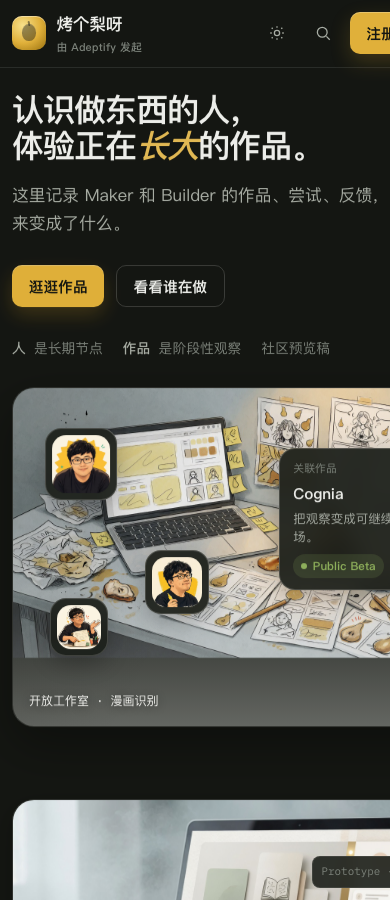 烤个梨呀
由 Adeptify 发起
注册
认识做东西的人，
体验正在长大的作品。
这里记录 Maker 和 Builder 的作品、尝试、反馈，
来变成了什么。
逛逛作品
看看谁在做
人 是长期节点 作品 是阶段性观察 社区预览稿
关联作品
Cognia
把观察变成可继续
场。
Public Beta
开放工作室 · 漫画识别
Prototype